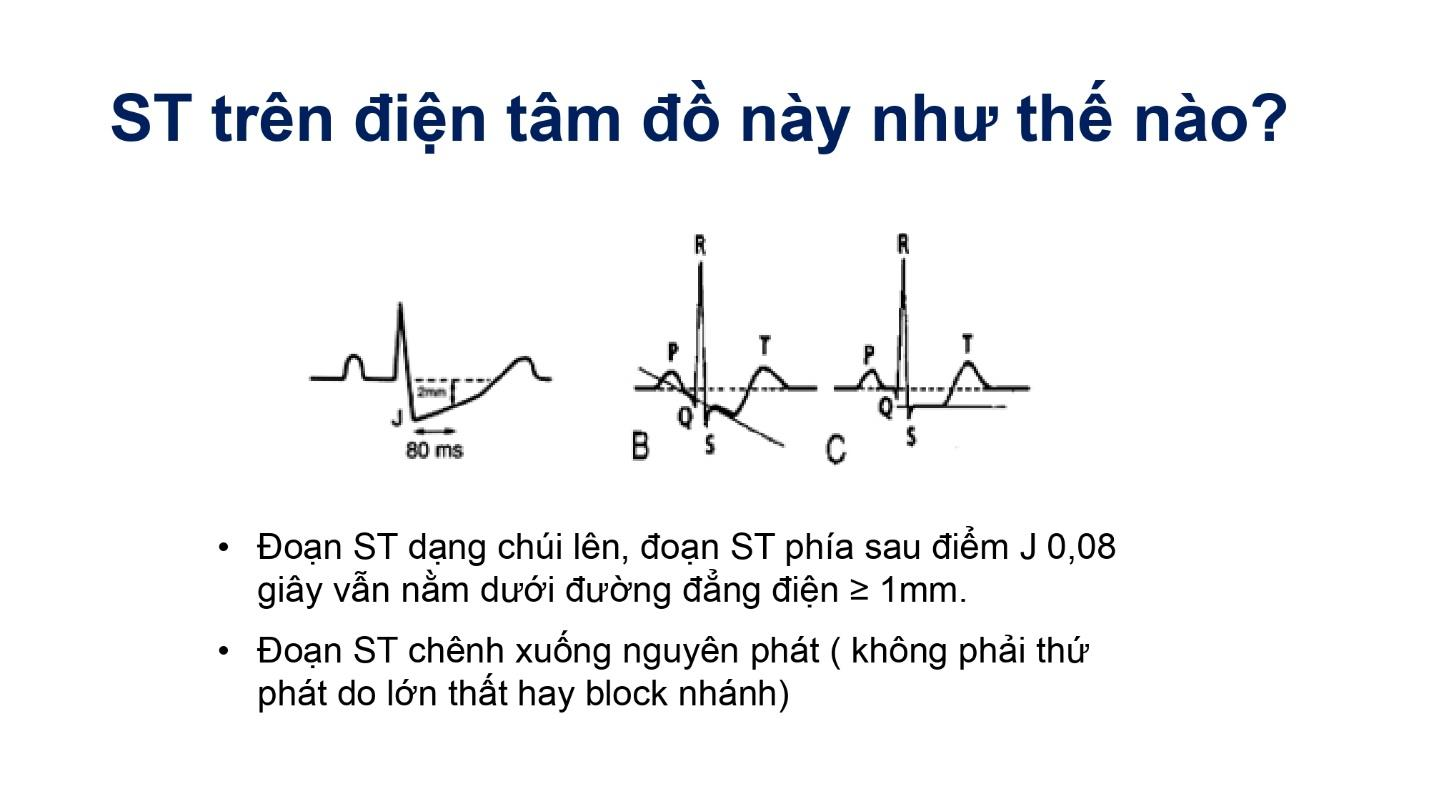 ST trên điện tâm đồ này như thế nào?
R
R
P
T
P
T
2mm
J
Q
Q
80 ms
B
S
C
S
• Đoạn ST dạng chúi lên, đoạn ST phía sau điểm J 0,08
giây vẫn nằm dưới đường đẳng điện ≥ 1mm.
• Đoạn ST chênh xuống nguyên phát ( không phải thứ
phát do lớn thất hay block nhánh)